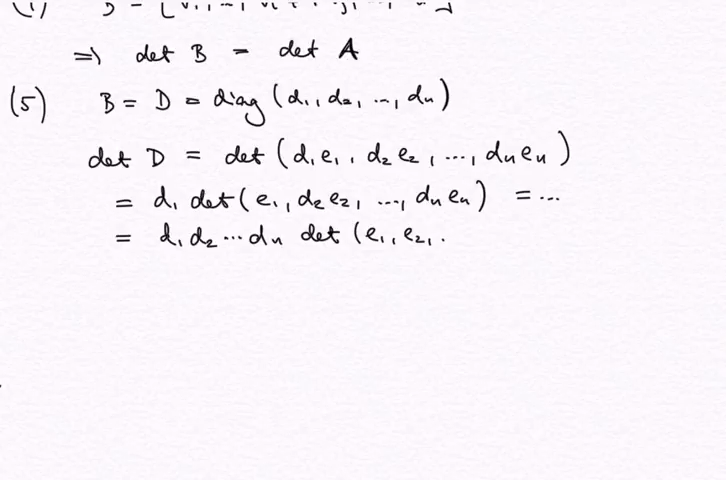 ⇒ det B = det A
(5) B = D = diag (d₁, d₂, ..., dₙ)
det D = det (d₁e₁, d₂e₂, ..., dₙeₙ)
= d₁ det(e₁, d₂e₂, ..., dₙeₙ) = ...
= d₁d₂...dₙ det (e₁, e₂, .